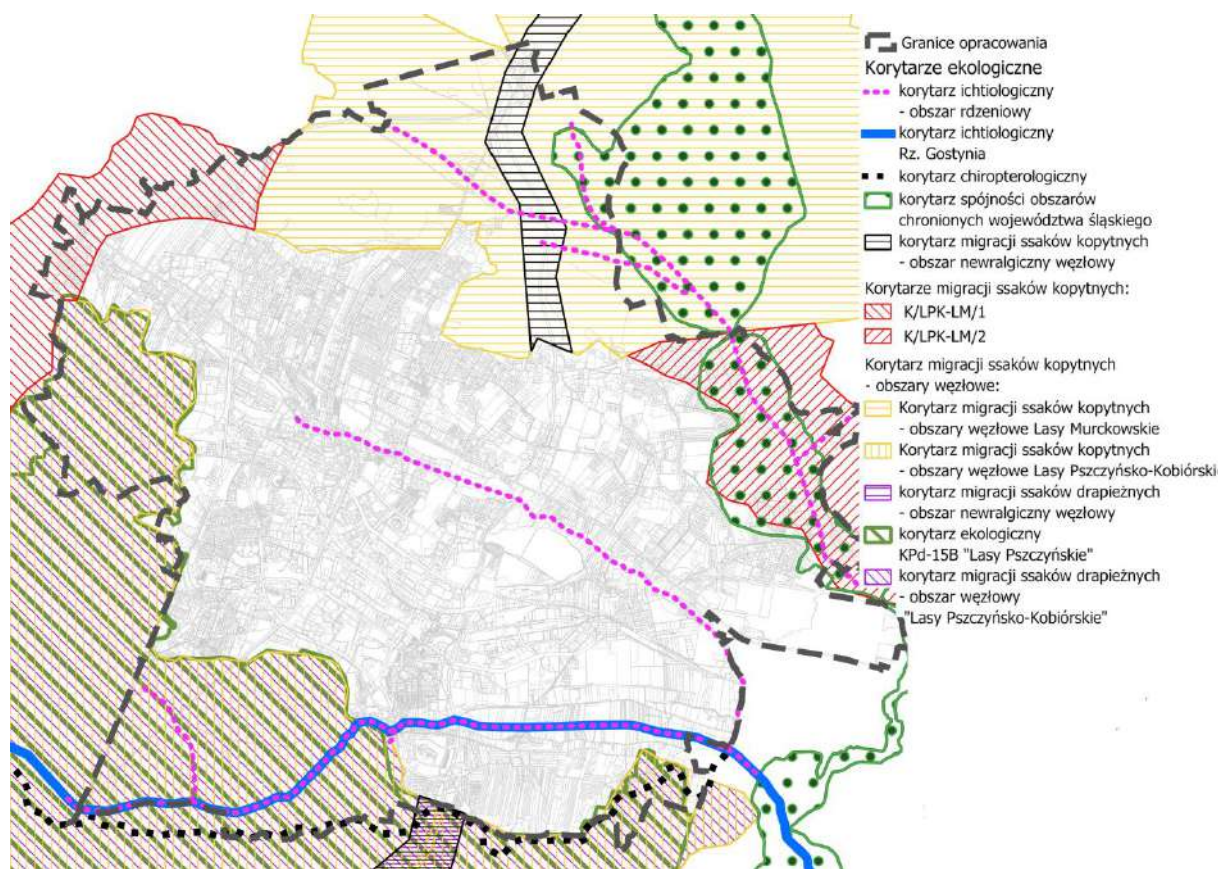 Granice opracowania
Korytarze ekologiczne
korytarz ichtiologiczny
- obszar rdzeniowy
korytarz ichtiologiczny
Rz. Gostynia
korytarz chiropterologiczny
korytarz spójności obszarów
chronionych województwa śląskiego
korytarz migracji ssaków kopytnych
- obszar newralgiczny węzłowy
Korytarze migracji ssaków kopytnych:
K/LPK-LM/1
K/LPK-LM/2
Korytarz migracji ssaków kopytnych
- obszary węzłowe:
Korytarz migracji ssaków kopytnych
- obszary węzłowe Lasy Murckowskie
Korytarz migracji ssaków kopytnych
- obszary węzłowe Lasy Pszczyńsko-Kobiórskie
korytarz migracji ssaków drapieżnych
- obszar newralgiczny węzłowy
korytarz ekologiczny
KPd-15B "Lasy Pszczyńskie"
korytarz migracji ssaków drapieżnych
- obszar węzłowy
"Lasy Pszczyńsko-Kobiórskie"